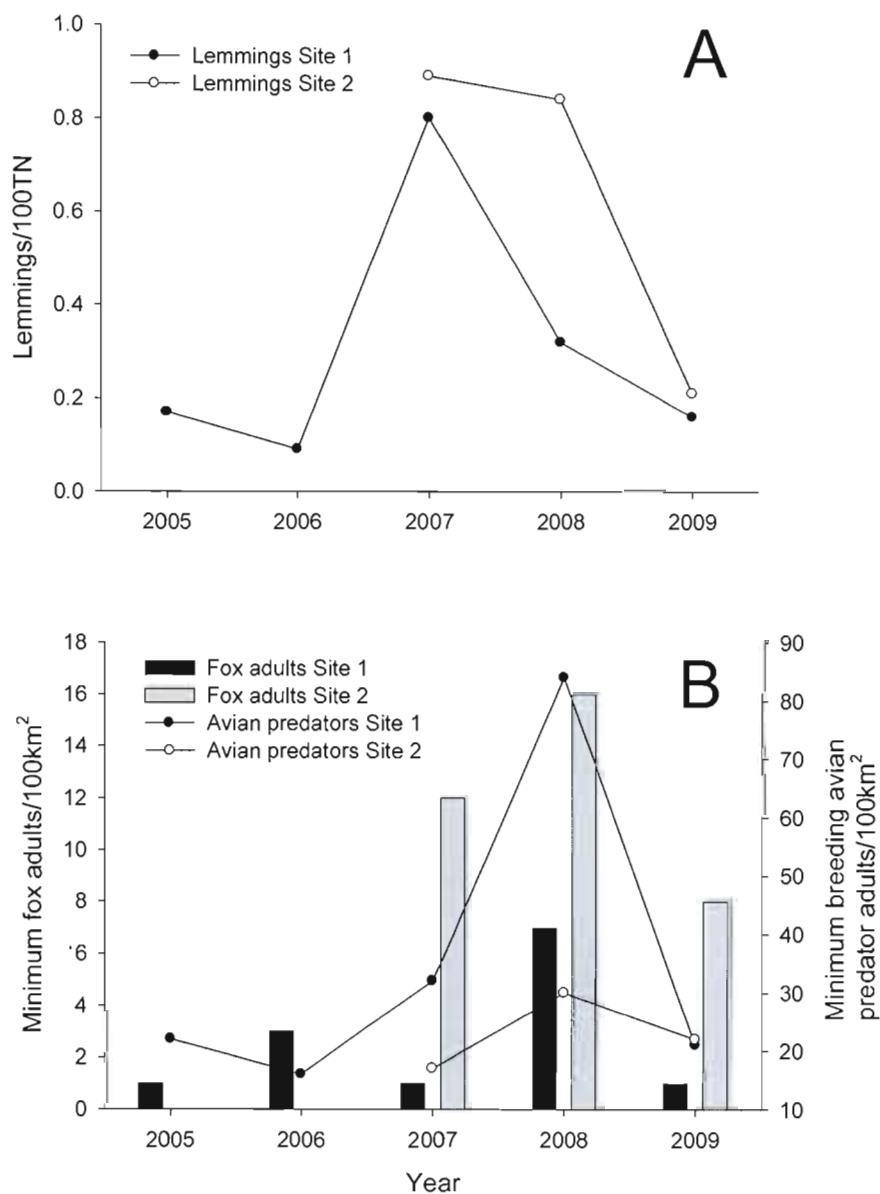 1.0
0.8
0.6
0.4
0.2
0.0
Lemmings/100TN
Lemmings Site 1
Lemmings Site 2
A
2005 2006 2007 2008 2009
18
16
14
12
10
8
6
4
2
0
Minimum fox adults/100km²
Fox adults Site 1
Fox adults Site 2
Avian predators Site 1
Avian predators Site 2
B
90
80
70
60
50
40
30
20
10
Minimum breeding avian
predator adults/100km²
2005 2006 2007 2008 2009
Year